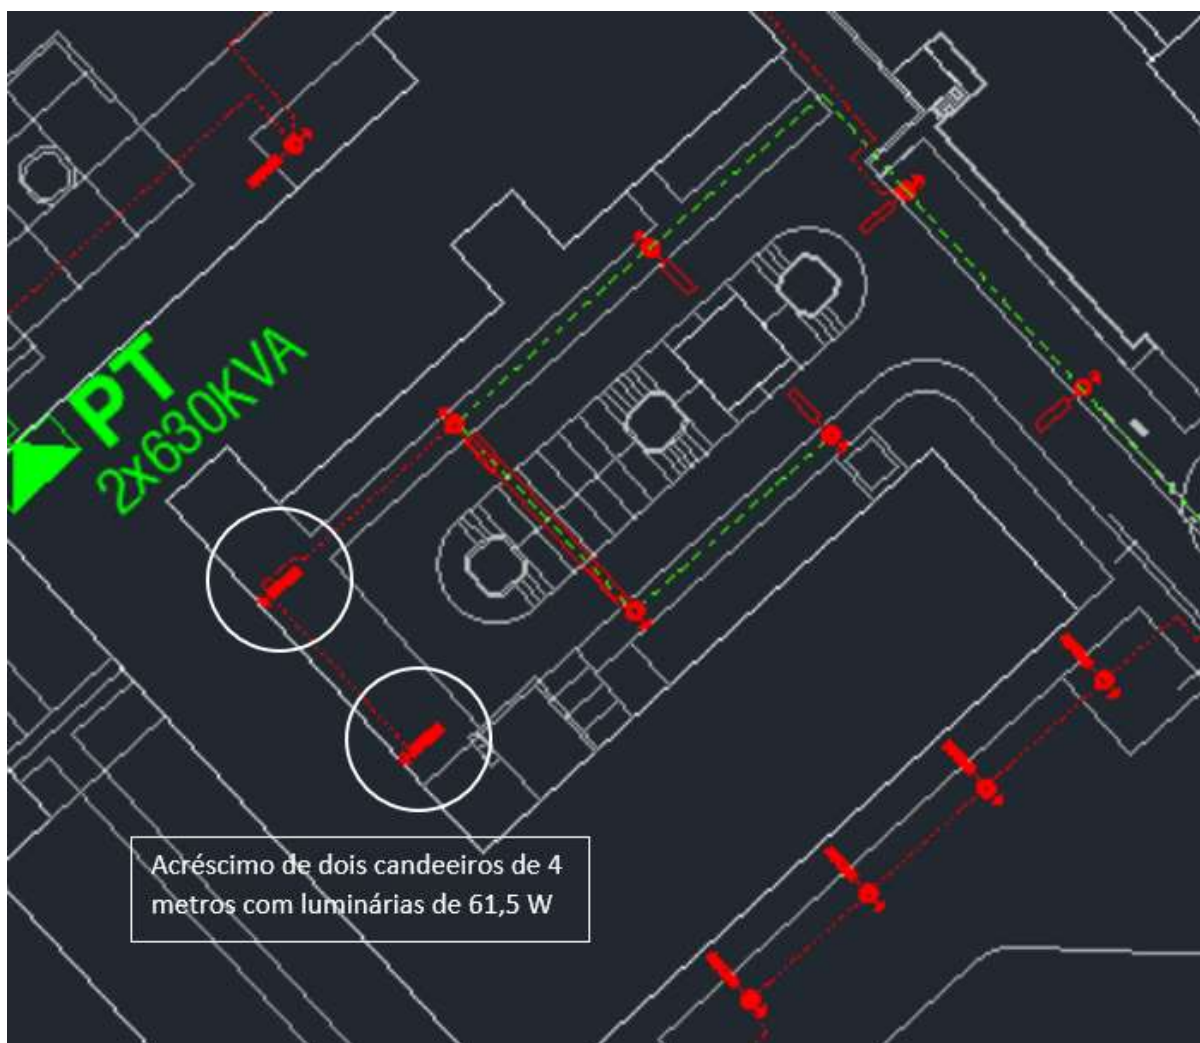 PT
2x630KVA
Acréscimo de dois candeeiros de 4
metros com luminárias de 61,5 W